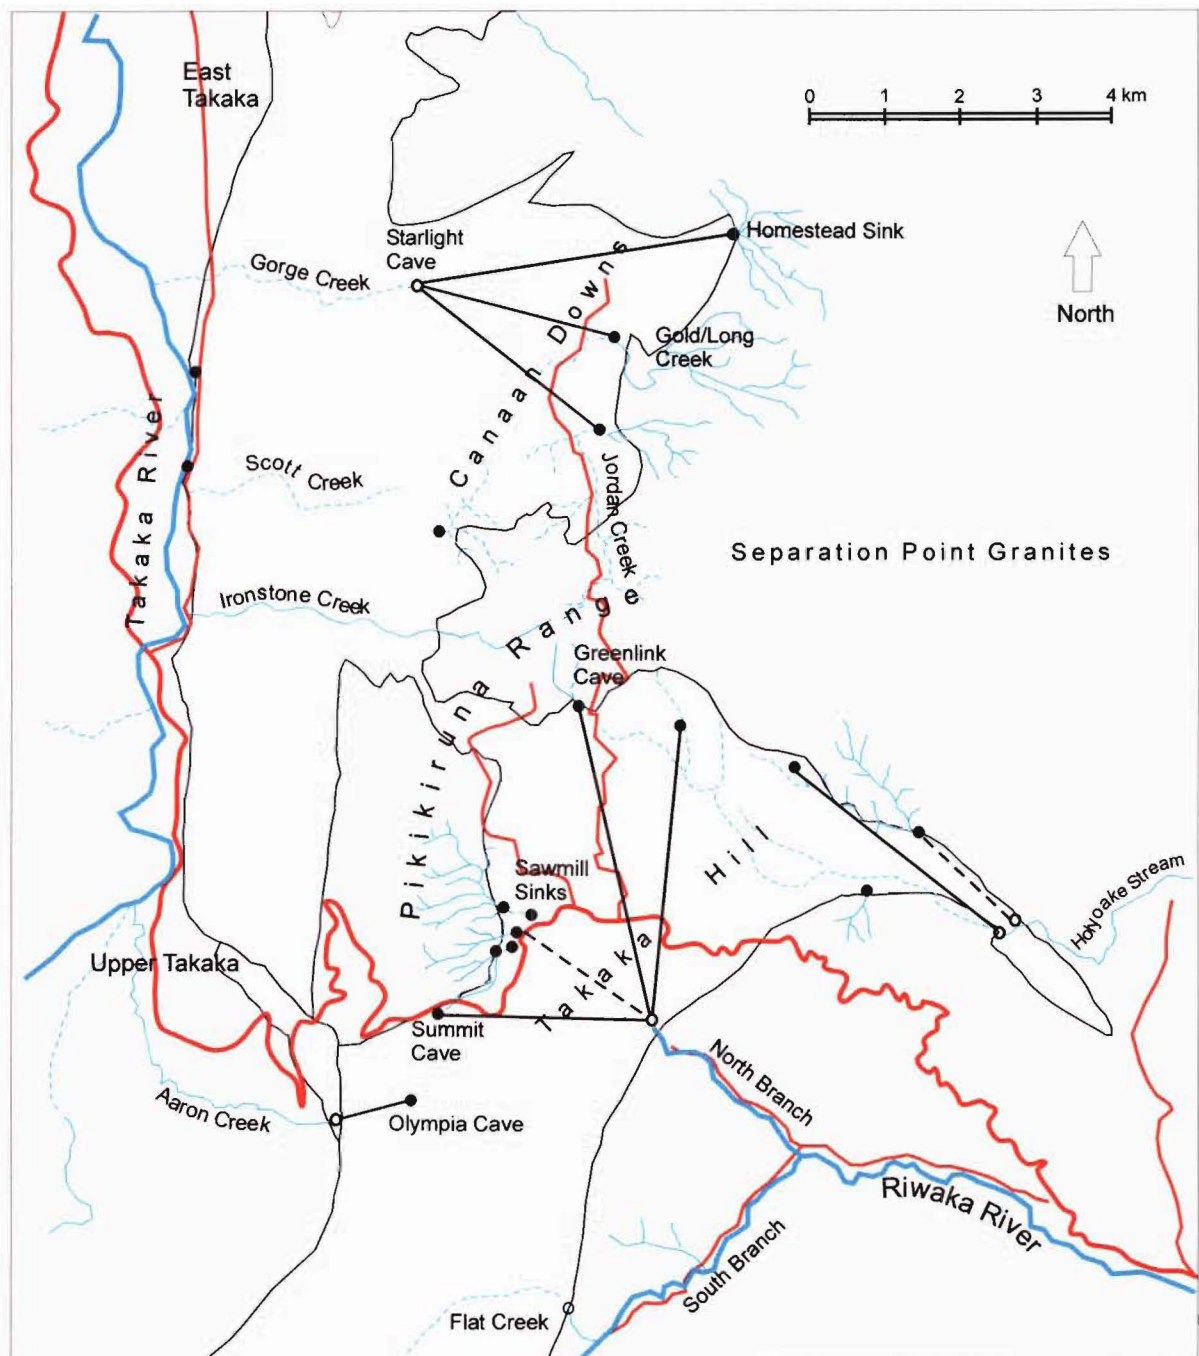 East
Takaka
0 1 2 3 4 km
Starlight
Cave
Homestead Sink
Gorge Creek
North
Gold/Long
Creek
Canaan Downs
Takaka River
Scott Creek
Jordan Creek
Separation Point Granites
Ironstone Creek
Pikikiruna Range
Greenlink
Cave
Takaka Hill
Sawmill
Sinks
Holyoake Stream
Upper Takaka
Summit
Cave
North Branch
Aaron Creek
Olympia Cave
Riwaka River
South Branch
Flat Creek